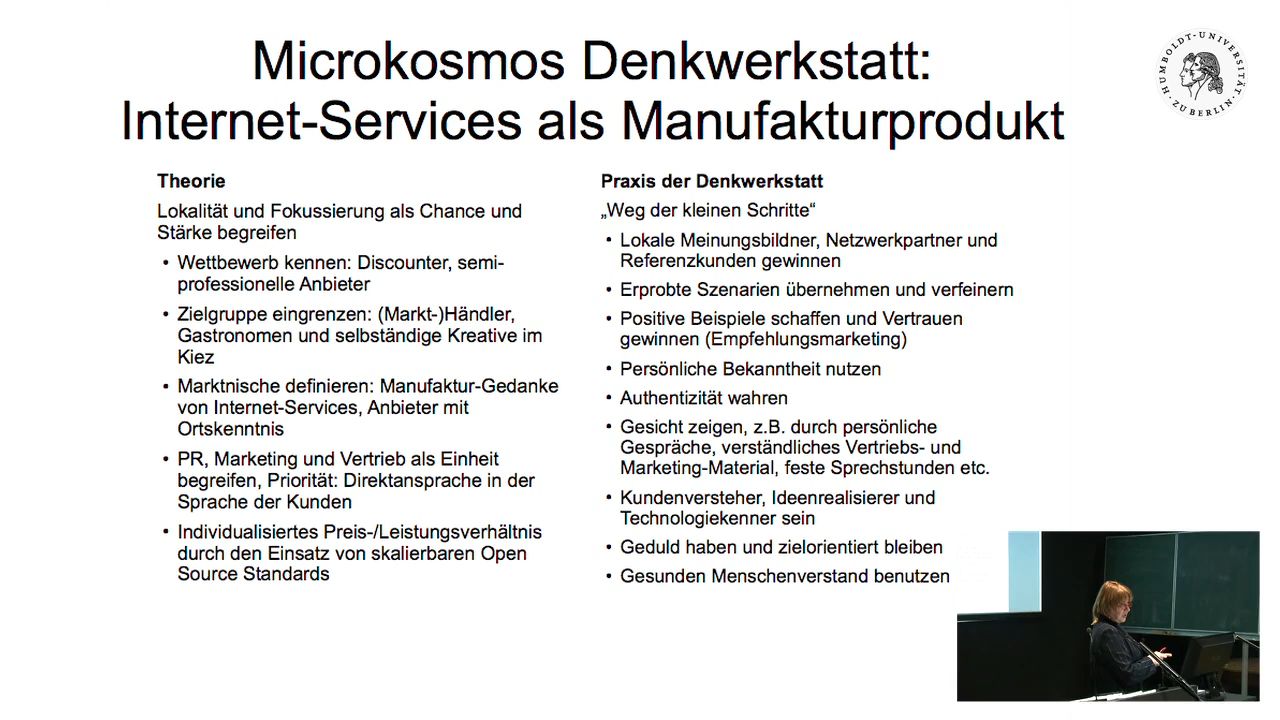 Microkosmos Denkwerkstatt:
Internet-Services als Manufakturprodukt
HUMBOLDT-UNIVERSITÄT
ZU BERLIN
Theorie
Lokalität und Fokussierung als Chance und
Stärke begreifen
• Wettbewerb kennen: Discounter, semi-
professionelle Anbieter
• Zielgruppe eingrenzen: (Markt-)Händler,
Gastronomen und selbständige Kreative im
Kiez
• Marktnische definieren: Manufaktur-Gedanke
von Internet-Services, Anbieter mit
Ortskenntnis
• PR, Marketing und Vertrieb als Einheit
begreifen, Priorität: Direktansprache in der
Sprache der Kunden
• Individualisiertes Preis-/Leistungsverhältnis
durch den Einsatz von skalierbaren Open
Source Standards
Praxis der Denkwerkstatt
„Weg der kleinen Schritte“
• Lokale Meinungsbildner, Netzwerkpartner und
Referenzkunden gewinnen
• Erprobte Szenarien übernehmen und verfeinern
• Positive Beispiele schaffen und Vertrauen
gewinnen (Empfehlungsmarketing)
• Persönliche Bekanntheit nutzen
• Authentizität wahren
• Gesicht zeigen, z.B. durch persönliche
Gespräche, verständliches Vertriebs- und
Marketing-Material, feste Sprechstunden etc.
• Kundenversteher, Ideenrealisierer und
Technologiekenner sein
• Geduld haben und zielorientiert bleiben
• Gesunden Menschenverstand benutzen